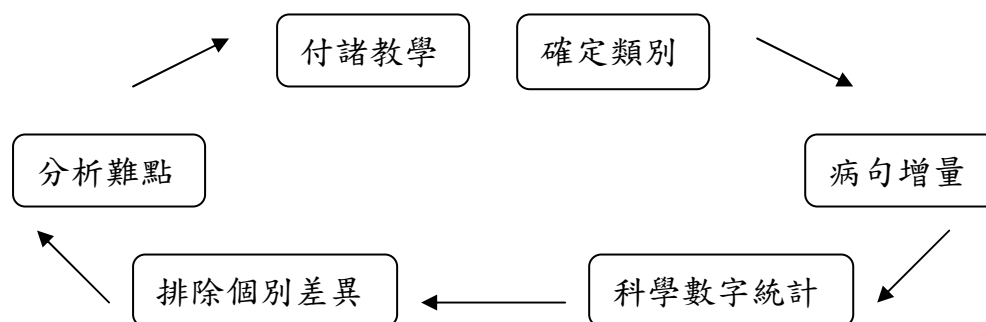 付諸教學
確定類別
分析難點
病句增量
排除個別差異
科學數字統計